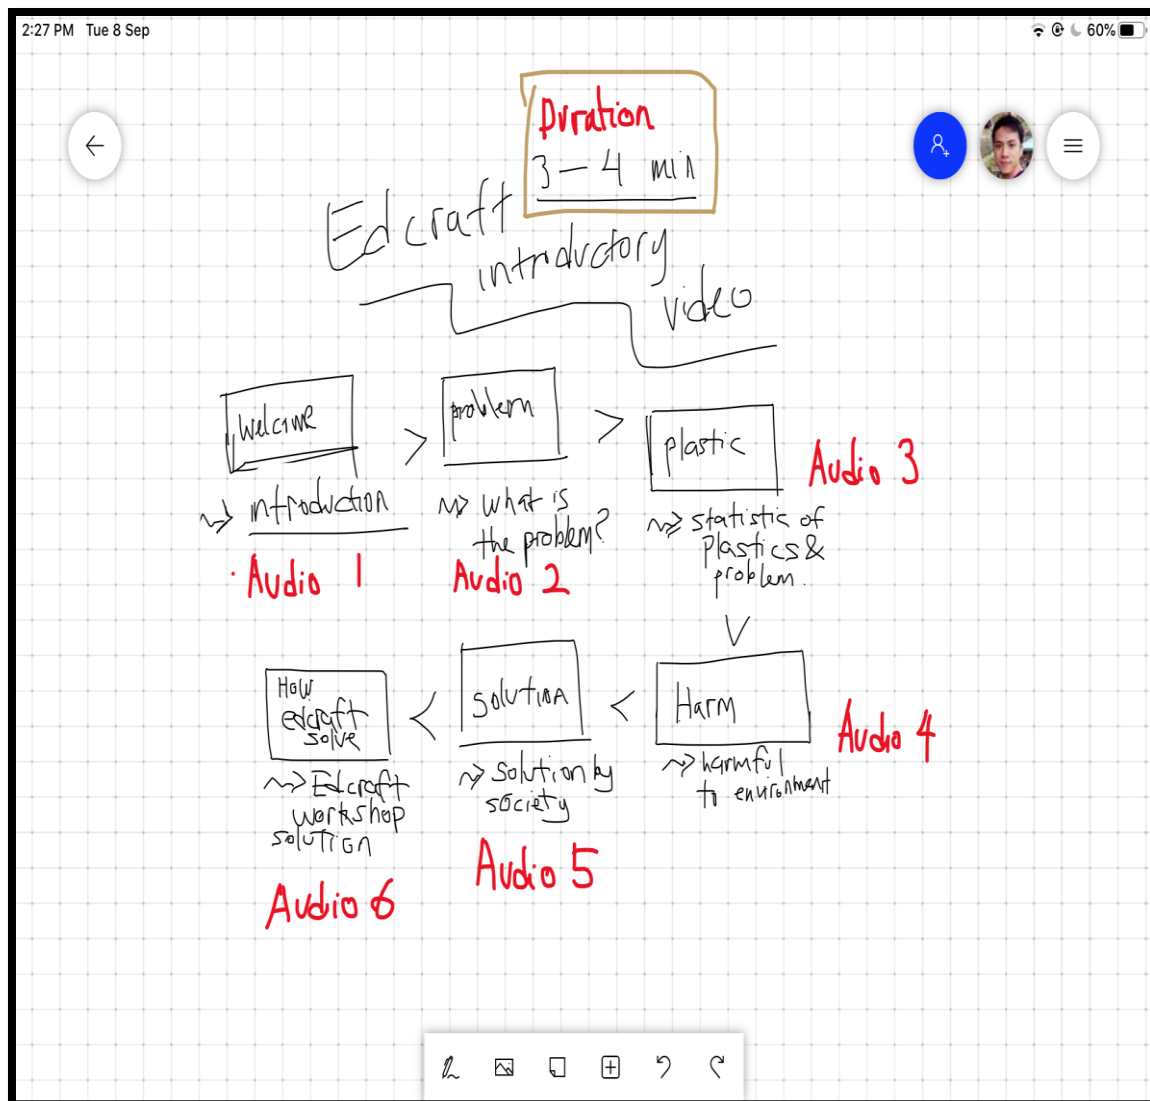 2:27 PM Tue 8 Sep
60%
Duration
3 – 4 min
Edcraft
introductory
video
welcome
problem
plastic
Audio 3
introduction
what is
the problem?
statistic of
plastics &
problem.
Audio 1
Audio 2
How
edcraft
solve
solution
Harm
Audio 4
Edcraft
workshop
solution
solution by
society
harmful
to environment
Audio 5
Audio 6